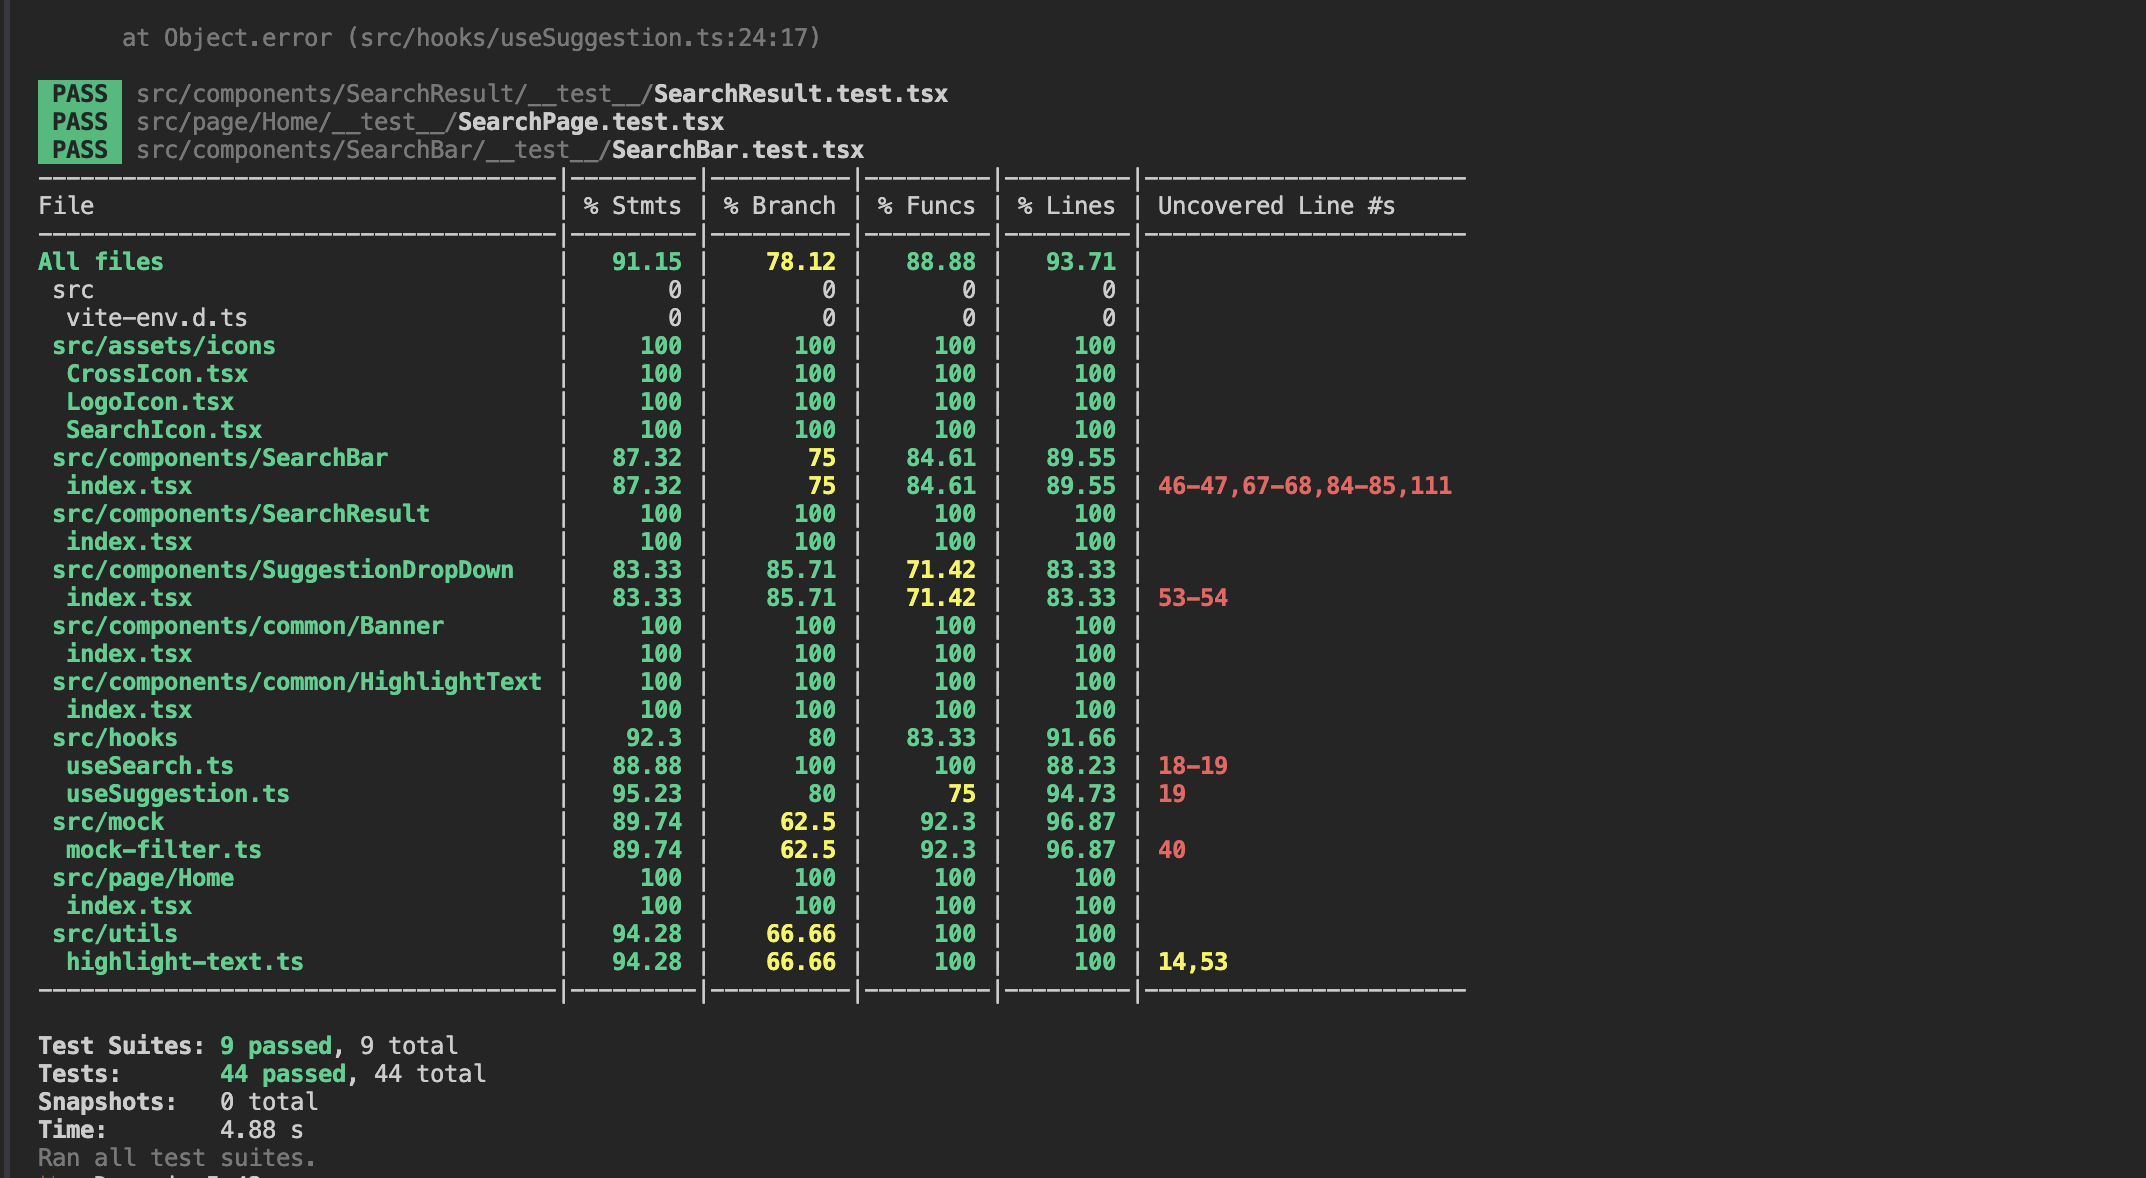 at Object.error (src/hooks/useSuggestion.ts:24:17)
PASS src/components/SearchResult/__test__/SearchResult.test.tsx
PASS src/page/Home/__test__/SearchPage.test.tsx
PASS src/components/SearchBar/__test__/SearchBar.test.tsx
File | % Stmts | % Branch | % Funcs | % Lines | Uncovered Line #s
All files | 91.15 | 78.12 | 88.88 | 93.71 |
src | 0 | 0 | 0 | 0 |
vite-env.d.ts | 0 | 0 | 0 | 0 |
src/assets/icons | 100 | 100 | 100 | 100 |
CrossIcon.tsx | 100 | 100 | 100 | 100 |
LogoIcon.tsx | 100 | 100 | 100 | 100 |
SearchIcon.tsx | 100 | 100 | 100 | 100 |
src/components/SearchBar | 87.32 | 75 | 84.61 | 89.55 |
index.tsx | 87.32 | 75 | 84.61 | 89.55 | 46-47,67-68,84-85,111
src/components/SearchResult | 100 | 100 | 100 | 100 |
index.tsx | 100 | 100 | 100 | 100 |
src/components/SuggestionDropDown | 83.33 | 85.71 | 71.42 | 83.33 |
index.tsx | 83.33 | 85.71 | 71.42 | 83.33 | 53-54
src/components/common/Banner | 100 | 100 | 100 | 100 |
index.tsx | 100 | 100 | 100 | 100 |
src/components/common/HighlightText | 100 | 100 | 100 | 100 |
index.tsx | 100 | 100 | 100 | 100 |
src/hooks | 92.3 | 80 | 83.33 | 91.66 |
useSearch.ts | 88.88 | 100 | 100 | 88.23 | 18-19
useSuggestion.ts | 95.23 | 80 | 75 | 94.73 | 19
src/mock | 89.74 | 62.5 | 92.3 | 96.87 |
mock-filter.ts | 89.74 | 62.5 | 92.3 | 96.87 | 40
src/page/Home | 100 | 100 | 100 | 100 |
index.tsx | 100 | 100 | 100 | 100 |
src/utils | 94.28 | 66.66 | 100 | 100 |
highlight-text.ts | 94.28 | 66.66 | 100 | 100 | 14,53
Test Suites: 9 passed, 9 total
Tests: 44 passed, 44 total
Snapshots: 0 total
Time: 4.88 s
Ran all test suites.